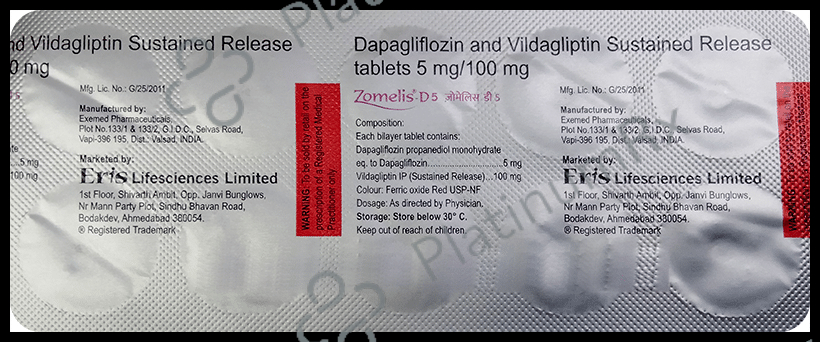 nd Vildagliptin Sustained Release
0 mg
Mfg. Lic. No.: G/25/2011
Manufactured by:
Exemed Pharmaceuticals,
Plot No.133/1 & 133/2, G.I.D.C., Selvas Road,
Vapi-396 195, Dist.: Valsad, INDIA.
5 mg
100 mg
Marketed by:
Eris Lifesciences Limited
1st Floor, Shivarth Ambit, Opp. Janvi Bunglows,
Nr Mann Party Plot, Sindhu Bhavan Road,
Bodakdev, Ahmedabad 380054.
® Registered Trademark
WARNING: To be sold by retail on the
prescription of a Registered Medical
Practitioner only
Dapagliflozin and Vildagliptin Sustained Release
tablets 5 mg/100 mg
Zomelis®-D5 ज़ोमेलिस डी 5
Composition:
Each bilayer tablet contains:
Dapagliflozin propanediol monohydrate
eq. to Dapagliflozin....................5 mg
Vildagliptin IP (Sustained Release)...100 mg
Colour: Ferric oxide Red USP-NF
Dosage: As directed by Physician.
Storage: Store below 30° C.
Keep out of reach of children.
Mfg. Lic. No.: G/25/2011
Manufactured by:
Exemed Pharmaceuticals,
Plot No.133/1 & 133/2, G.I.D.C., Selvas Road,
Vapi-396 195, Dist.: Valsad, INDIA.
Marketed by:
Eris Lifesciences Limited
1st Floor, Shivarth Ambit, Opp. Janvi Bunglows,
Nr Mann Party Plot, Sindhu Bhavan Road,
Bodakdev, Ahmedabad 380054.
® Registered Trademark
WARNING: